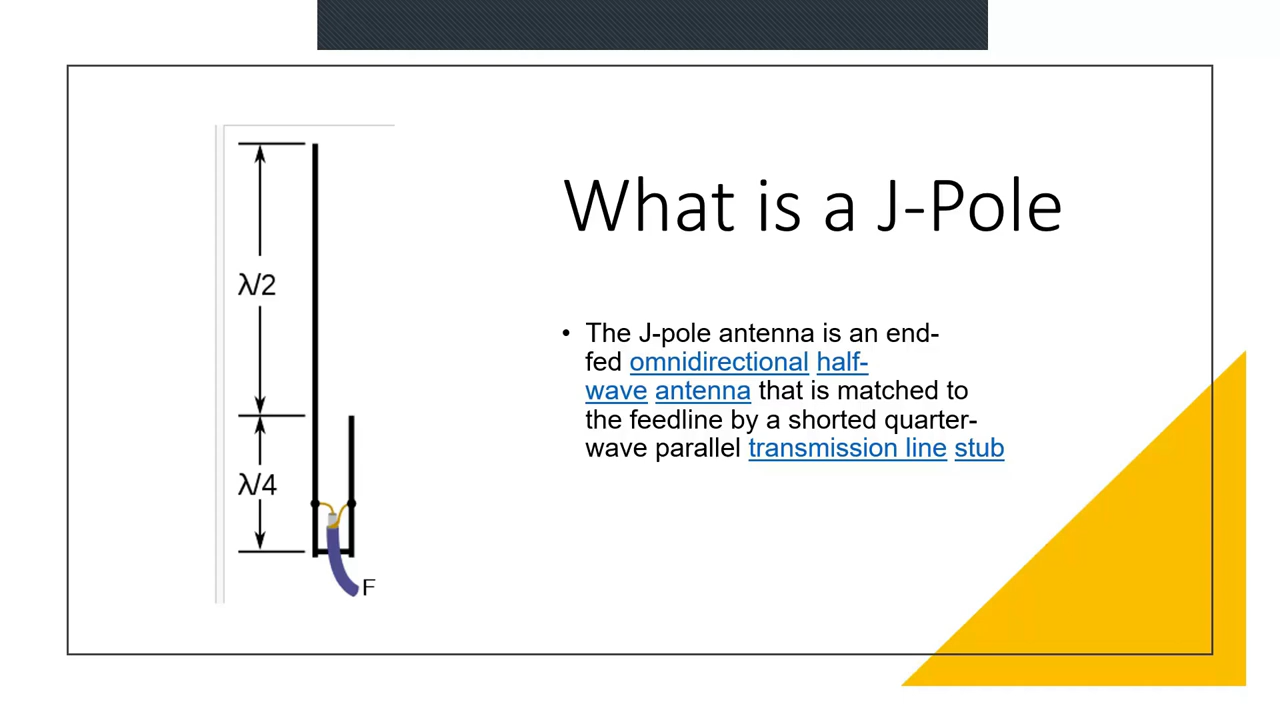 What is a J-Pole
λ/2
λ/4
F
• The J-pole antenna is an end-
fed omnidirectional half-
wave antenna that is matched to
the feedline by a shorted quarter-
wave parallel transmission line stub